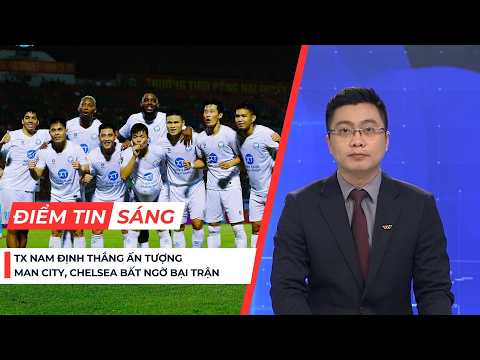 ĐIỂM TIN SÁNG
TX NAM ĐỊNH THẮNG ẤN TƯỢNG
MAN CITY, CHELSEA BẤT NGỜ BẠI TRẬN